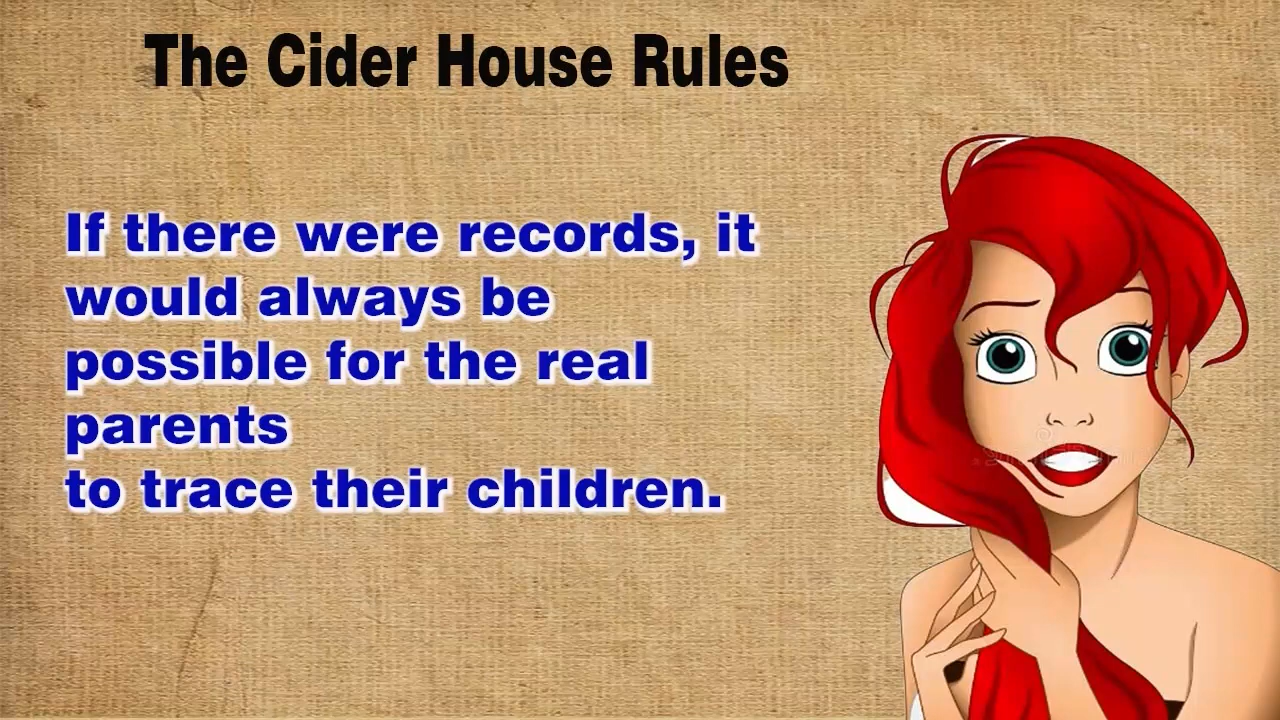 The Cider House Rules
If there were records, it
would always be
possible for the real
parents
to trace their children.